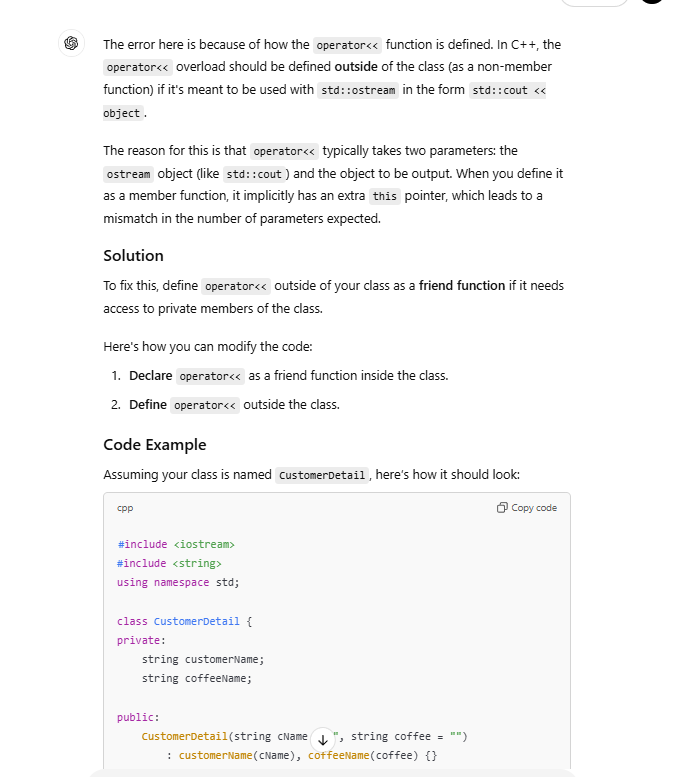 The error here is because of how the operator<< function is defined. In C++, the
operator<< overload should be defined outside of the class (as a non-member
function) if it's meant to be used with std::ostream in the form std::cout <<
object .
The reason for this is that operator<< typically takes two parameters: the
ostream object (like std::cout ) and the object to be output. When you define it
as a member function, it implicitly has an extra this pointer, which leads to a
mismatch in the number of parameters expected.
Solution
To fix this, define operator<< outside of your class as a friend function if it needs
access to private members of the class.
Here's how you can modify the code:
1. Declare operator<< as a friend function inside the class.
2. Define operator<< outside the class.
Code Example
Assuming your class is named CustomerDetail , here's how it should look:
cpp Copy code
#include <iostream>
#include <string>
using namespace std;
class CustomerDetail {
private:
string customerName;
string coffeeName;
public:
CustomerDetail(string cName ", string coffee = "")
: customerName(cName), coffeeName(coffee) {}